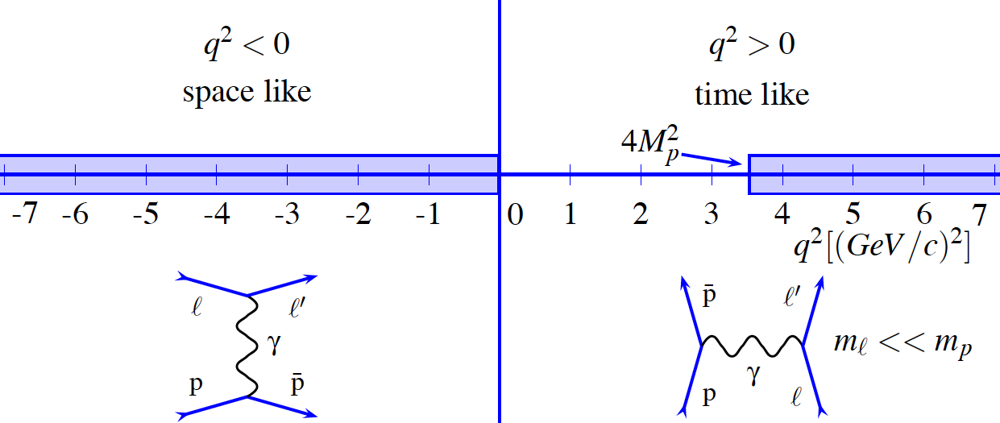 q² < 0
space like
q² > 0
time like
4M²ₚ
-7 -6 -5 -4 -3 -2 -1 0 1 2 3 4 5 6 7
q²[(GeV/c)²]
ℓ ℓ′
γ
p p̄
p̄ ℓ′
γ
p ℓ
m_ℓ << m_p